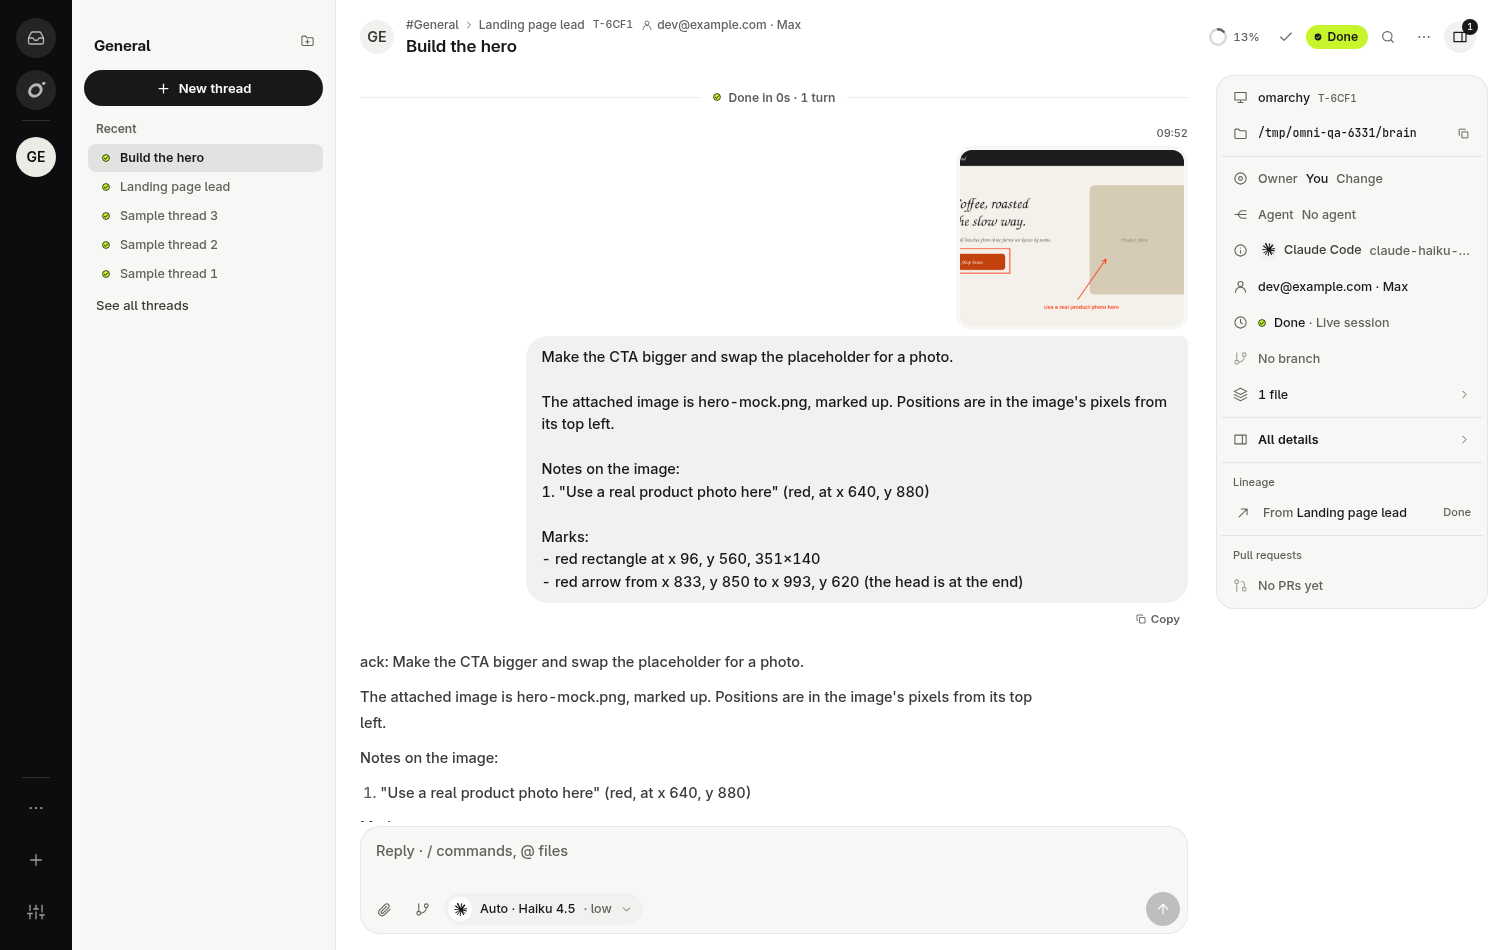 GE
General
New thread
Recent
Build the hero
Landing page lead
Sample thread 3
Sample thread 2
Sample thread 1
See all threads
GE
#General › Landing page lead T-6CF1 dev@example.com · Max
Build the hero
13%
Done
1
Done in 0s · 1 turn
09:52
Coffee, roasted
the slow way.
Product photo
Shop beans
Use a real product photo here
Make the CTA bigger and swap the placeholder for a photo.
The attached image is hero-mock.png, marked up. Positions are in the image's pixels from
its top left.
Notes on the image:
1. "Use a real product photo here" (red, at x 640, y 880)
Marks:
- red rectangle at x 96, y 560, 351×140
- red arrow from x 833, y 850 to x 993, y 620 (the head is at the end)
Copy
ack: Make the CTA bigger and swap the placeholder for a photo.
The attached image is hero-mock.png, marked up. Positions are in the image's pixels from its top
left.
Notes on the image:
1. "Use a real product photo here" (red, at x 640, y 880)
Reply · / commands, @ files
Auto · Haiku 4.5 · low
omarchy T-6CF1
/tmp/omni-qa-6331/brain
Owner You Change
Agent No agent
Claude Code claude-haiku-...
dev@example.com · Max
Done · Live session
No branch
1 file
All details
Lineage
From Landing page lead Done
Pull requests
No PRs yet